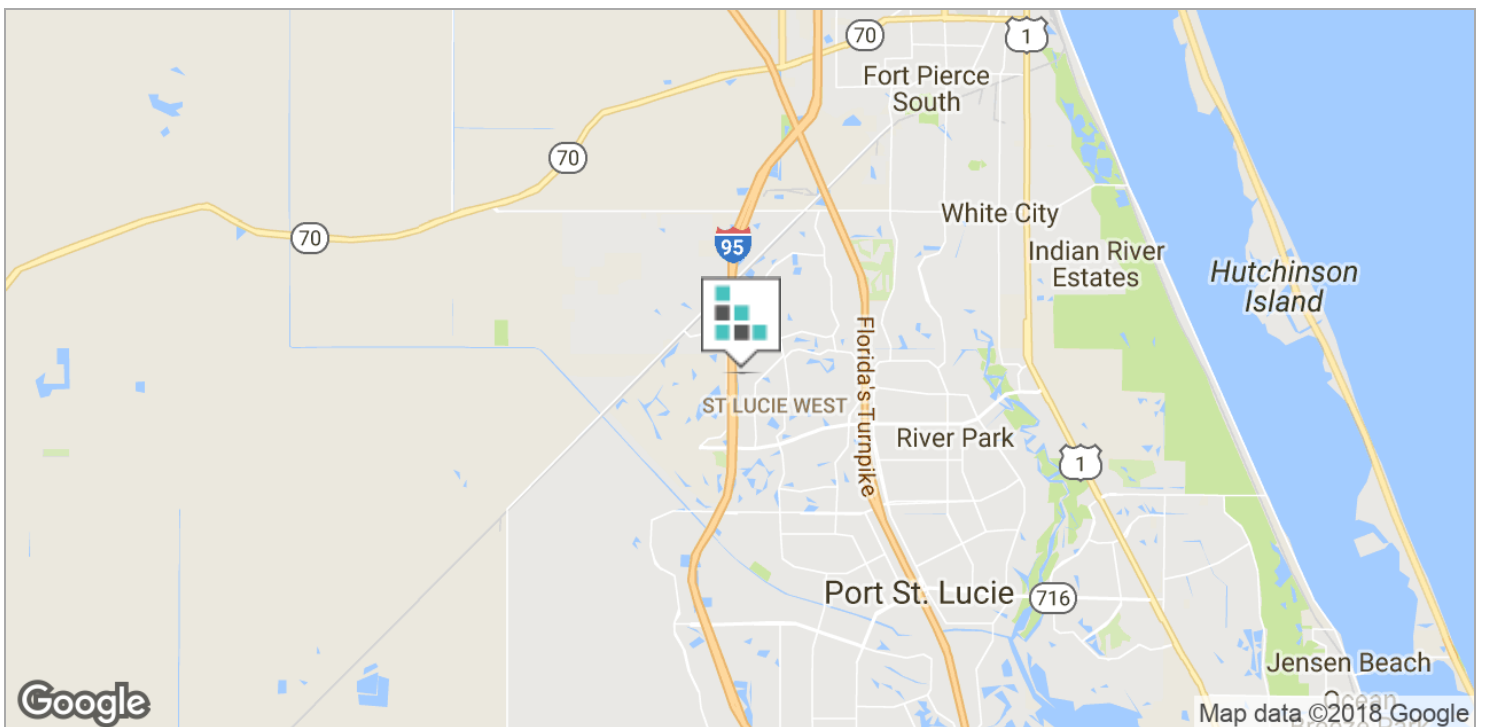 70
1
Fort Pierce
South
70
White City
70
95
Indian River
Estates
Hutchinson
Island
Florida's Turnpike
ST LUCIE WEST
River Park
1
Port St. Lucie
716
Jensen Beach
Ocean
Google
Map data ©2018 Google